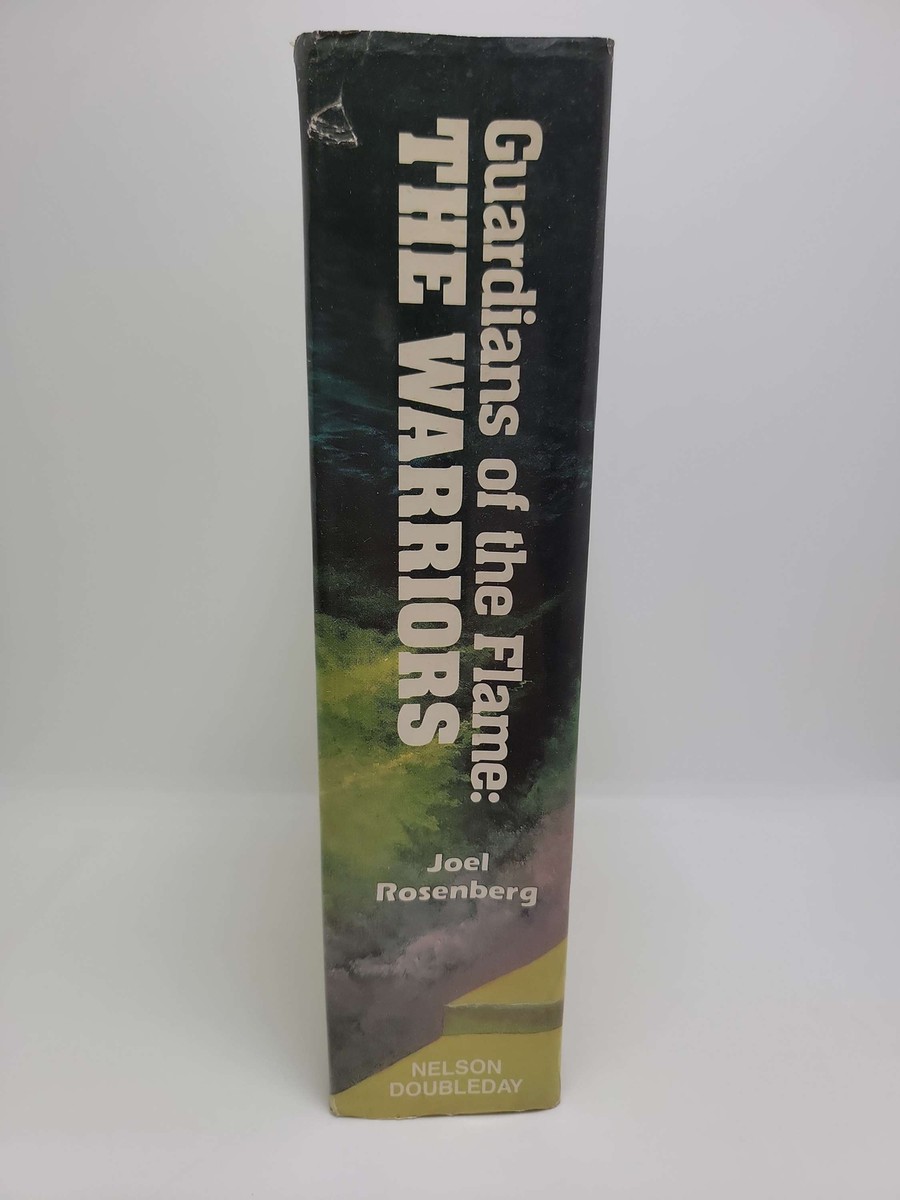 Guardians of the Flame:
THE WARRIORS
Joel
Rosenberg
NELSON
DOUBLEDAY